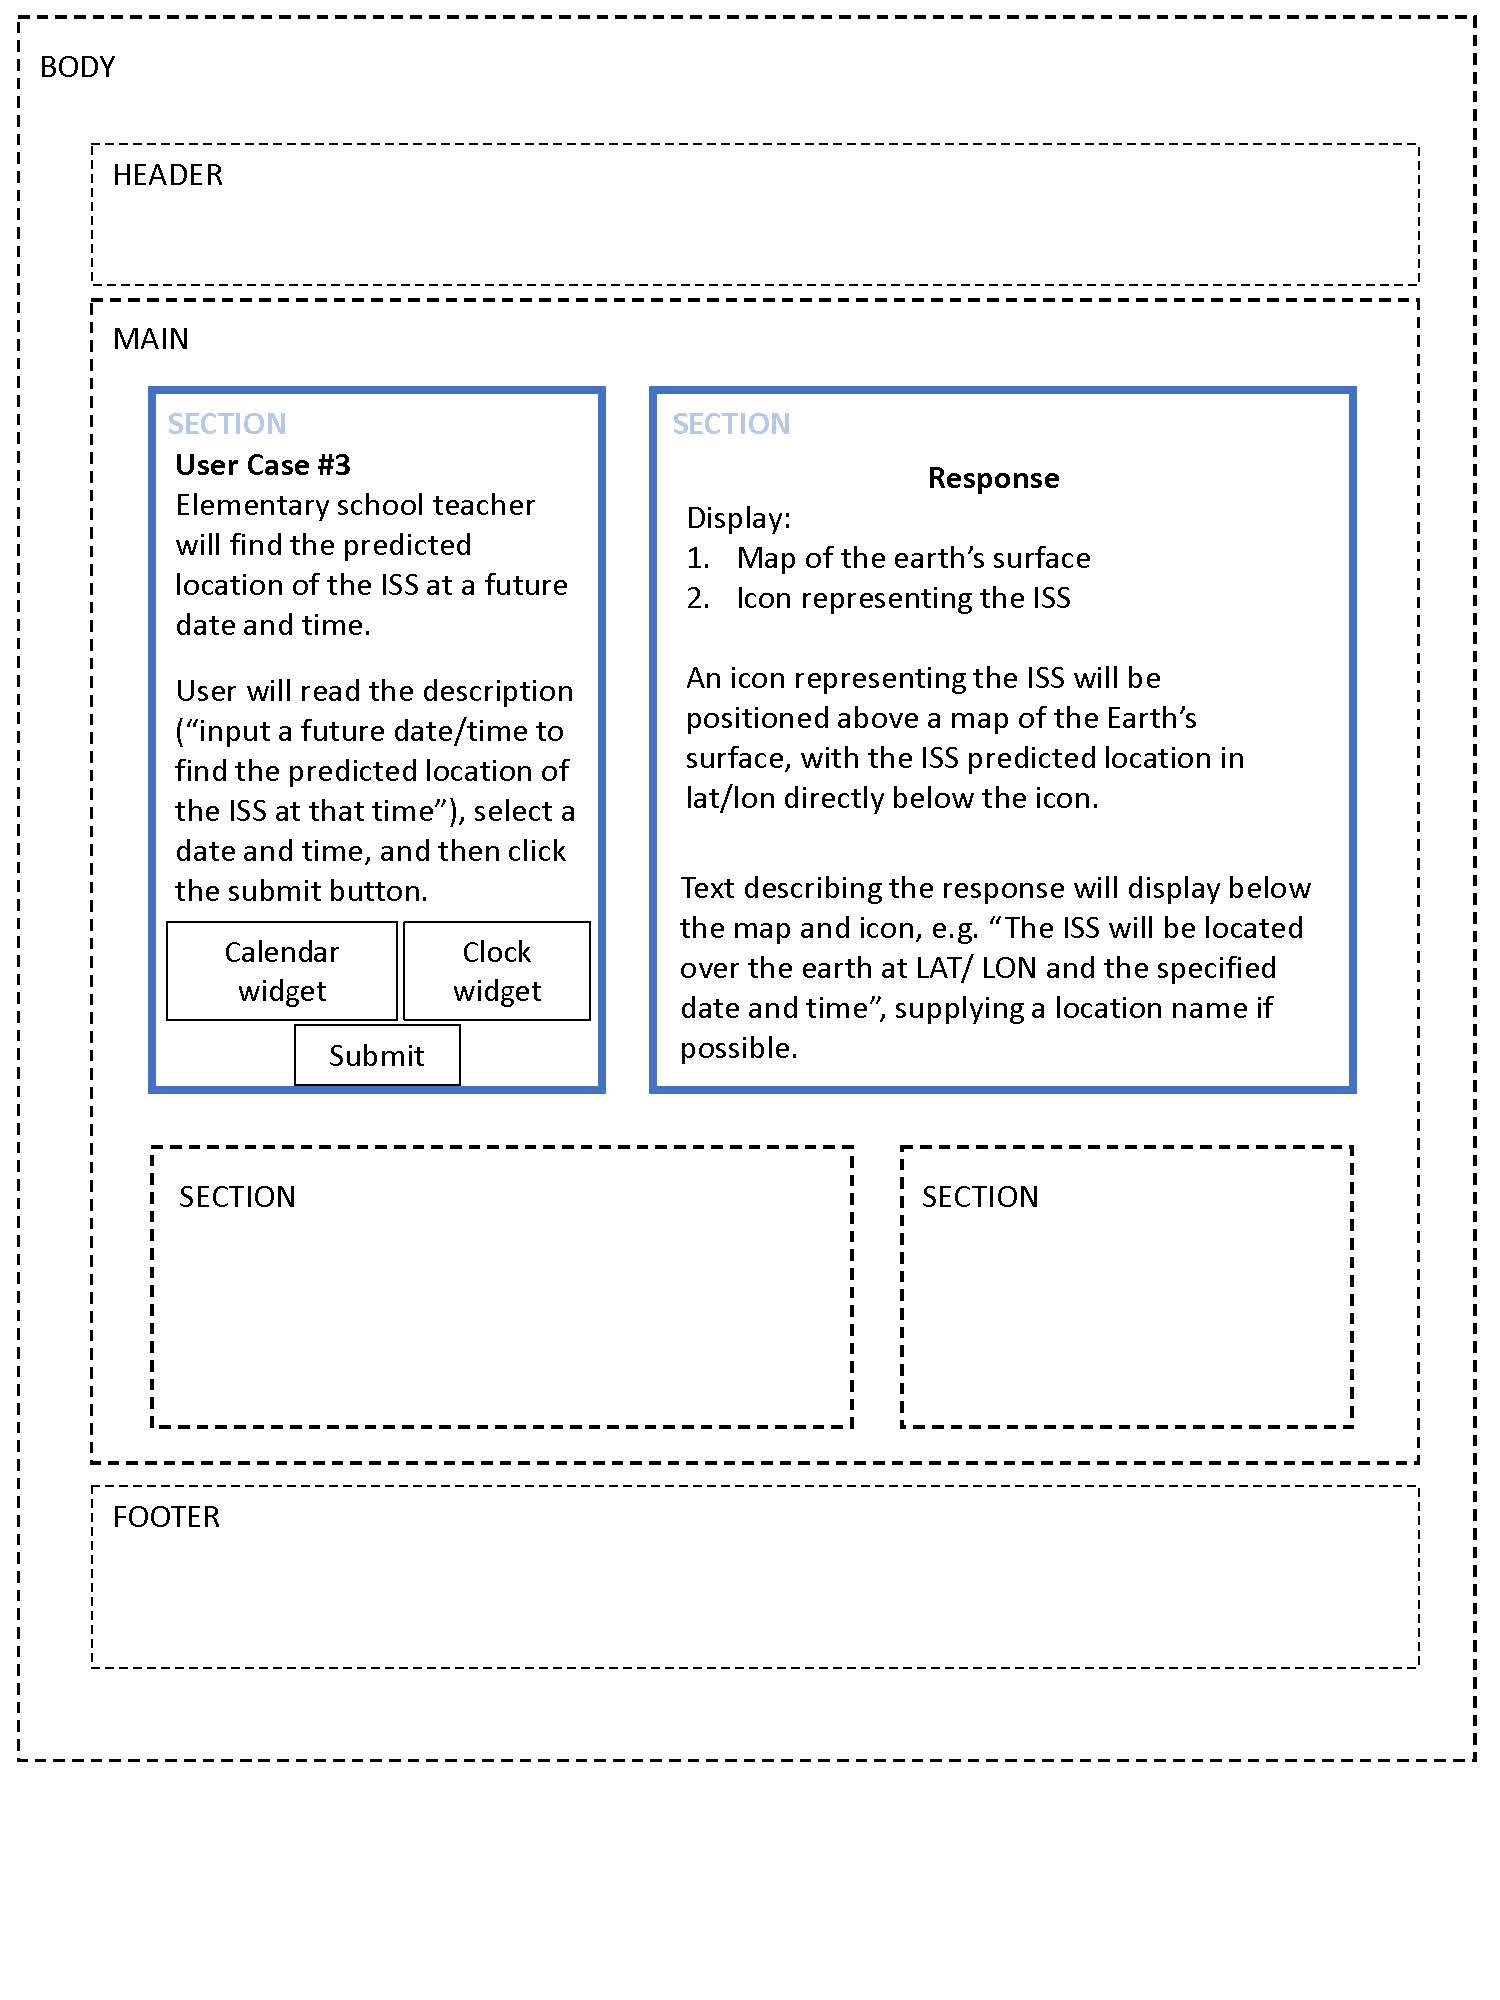 BODY
HEADER
MAIN
SECTION
User Case #3
Elementary school teacher
will find the predicted
location of the ISS at a future
date and time.
User will read the description
(“input a future date/time to
find the predicted location of
the ISS at that time”), select a
date and time, and then click
the submit button.
Calendar
widget
Clock
widget
Submit
SECTION
Response
Display:
1. Map of the earth’s surface
2. Icon representing the ISS
An icon representing the ISS will be
positioned above a map of the Earth’s
surface, with the ISS predicted location in
lat/lon directly below the icon.
Text describing the response will display below
the map and icon, e.g. “The ISS will be located
over the earth at LAT/ LON and the specified
date and time”, supplying a location name if
possible.
SECTION
SECTION
FOOTER